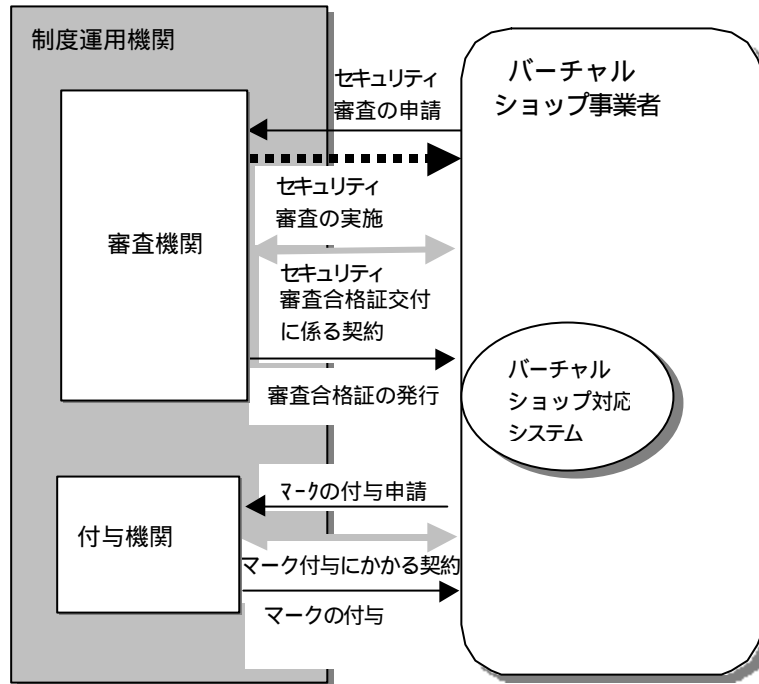 制度運用機関
バーチャル
ショップ事業者
セキュリティ
審査の申請
セキュリティ
審査の実施
審査機関
セキュリティ
審査合格証交付
に係る契約
審査合格証の発行
バーチャル
ショップ対応
システム
マークの付与申請
付与機関
マーク付与にかかる契約
マークの付与